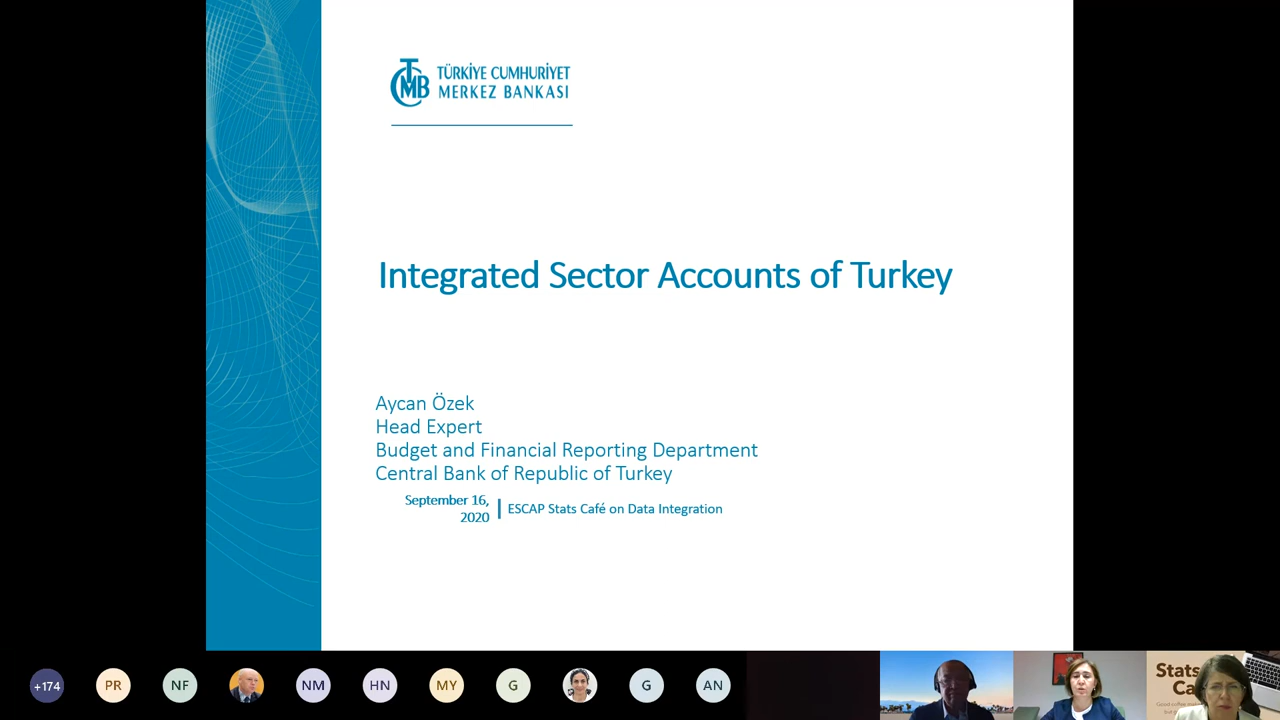 TÜRKİYE CUMHURİYET
MERKEZ BANKASI
Integrated Sector Accounts of Turkey
Aycan Özek
Head Expert
Budget and Financial Reporting Department
Central Bank of Republic of Turkey
September 16,
2020
ESCAP Stats Café on Data Integration
+174
PR
NF
NM
HN
MY
G
G
AN
Stats